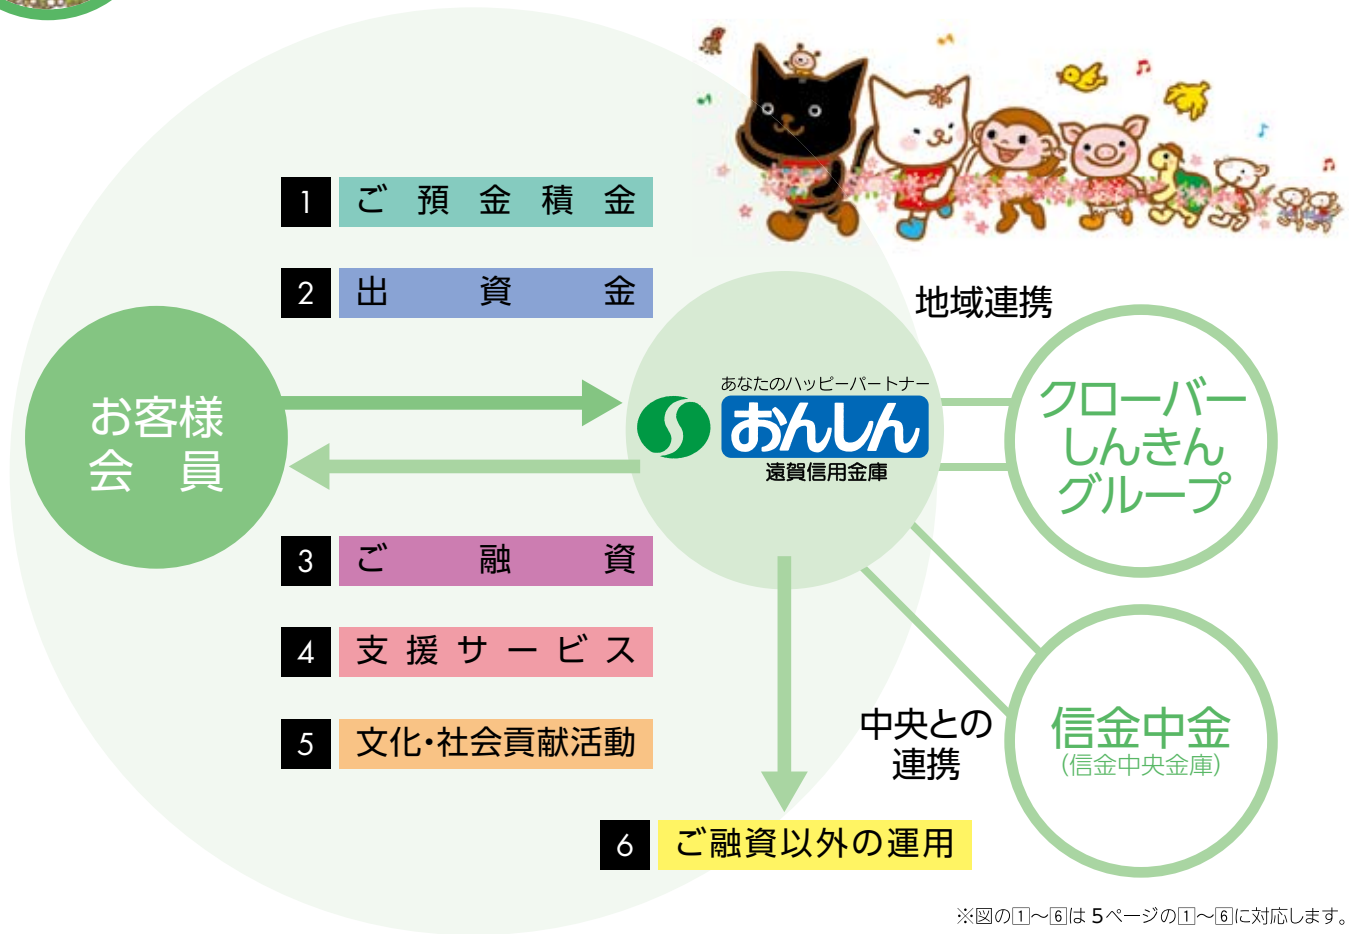 1 ご預金積金
2 出資金
地域連携
お客様
会員
あなたのハッピーパートナー
おんしん
遠賀信用金庫
クローバー
しんきん
グループ
3 ご融資
4 支援サービス
5 文化・社会貢献活動
中央との
連携
信金中金
(信金中央金庫)
6 ご融資以外の運用
※図の1～6は5ページの1～6に対応します。